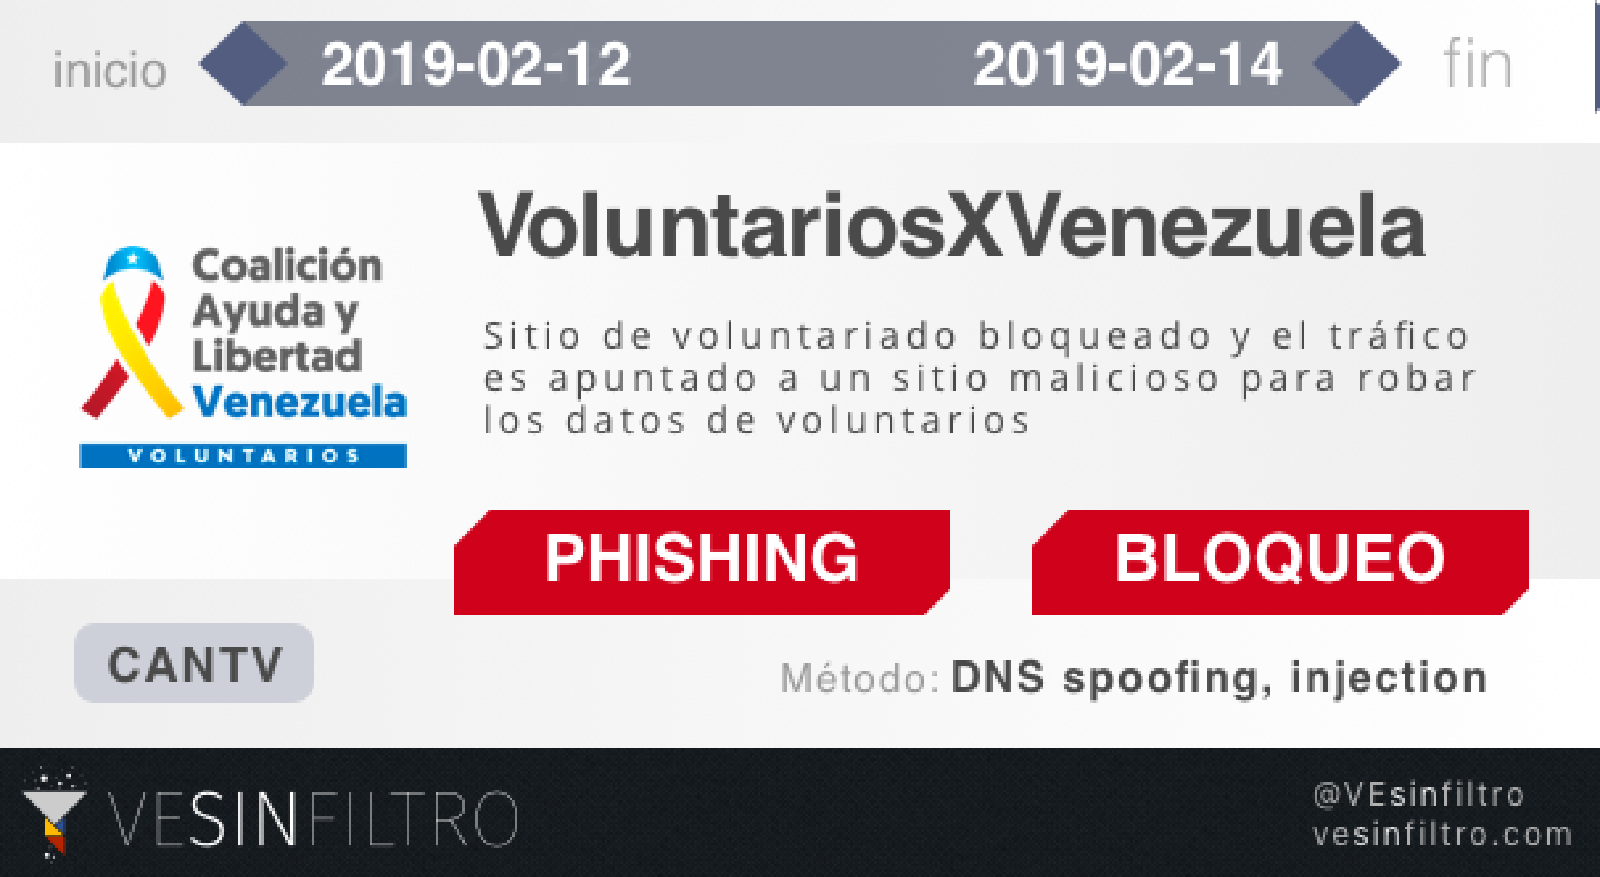 inicio 2019-02-12 2019-02-14 fin
VoluntariosXVenezuela
Coalición
Ayuda y
Libertad
Venezuela
VOLUNTARIOS
Sitio de voluntariado bloqueado y el tráfico
es apuntado a un sitio malicioso para robar
los datos de voluntarios
PHISHING BLOQUEO
CANTV
Método: DNS spoofing, injection
VESINFILTRO
@VEsinfiltro
vesinfiltro.com